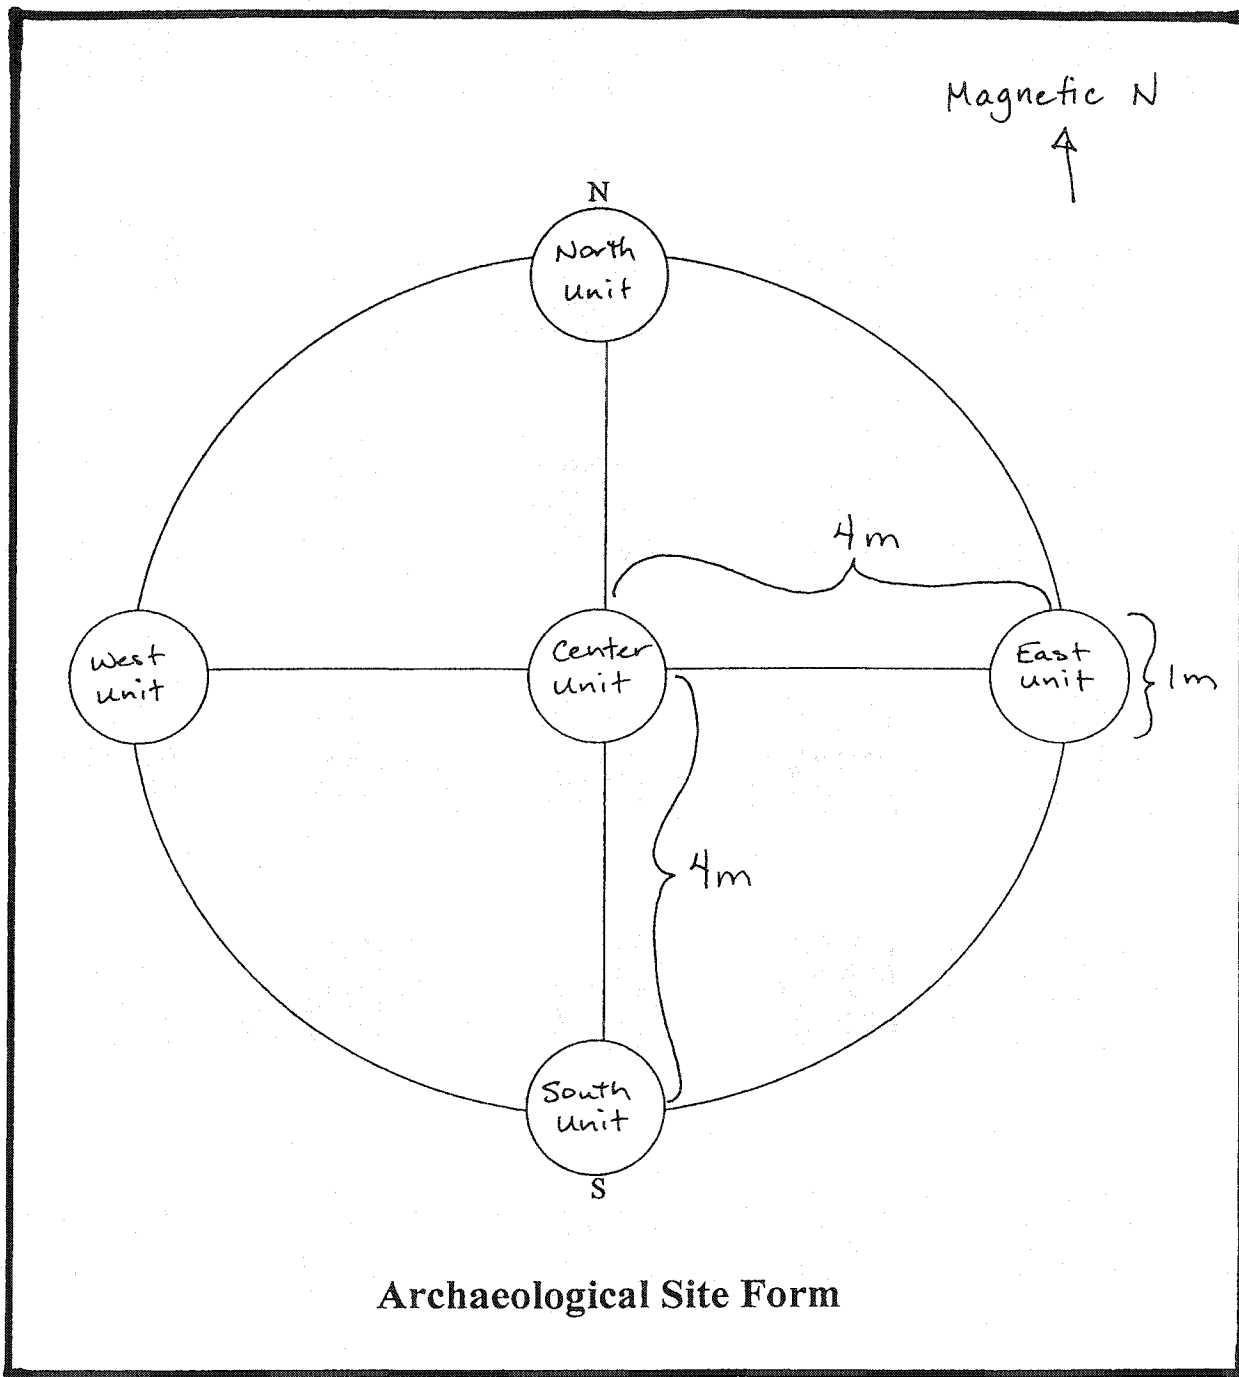 Magnetic N
N
North
Unit
4m
West
unit
Center
Unit
East
unit
1m
4m
South
Unit
S
Archaeological Site Form